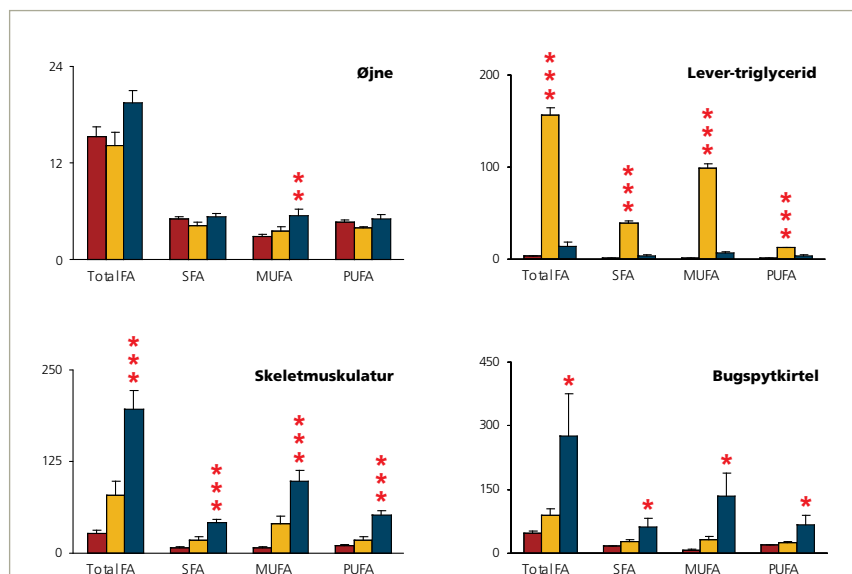 24
Øjne
***
12
**
0
Total FA
SFA
MUFA
PUFA
200
Lever-triglycerid
***
***
100
***
***
0
Total FA
SFA
MUFA
PUFA
250
Skeletmuskulatur
***
***
125
***
***
0
Total FA
SFA
MUFA
PUFA
450
Bugspytkirtel
*
300
*
150
*
*
0
Total FA
SFA
MUFA
PUFA